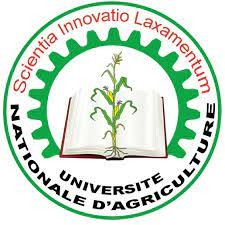 Scientia Innovatio Laxamentum
UNIVERSITE
NATIONALE D'AGRICULTURE